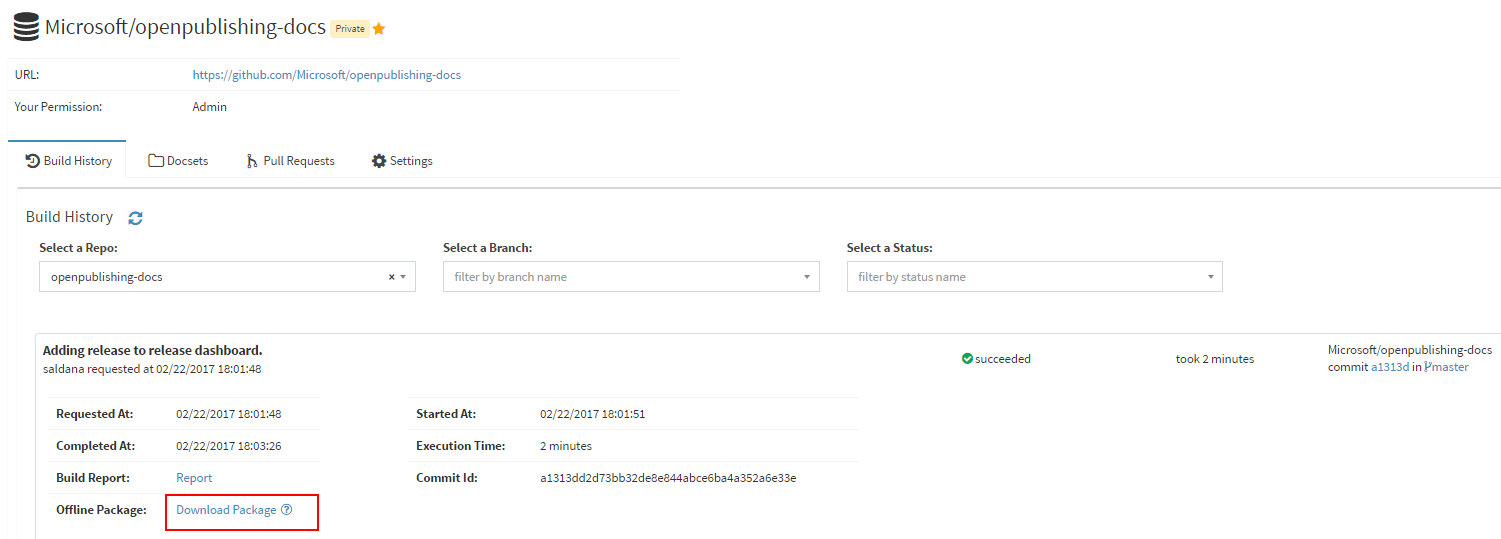 Microsoft/openpublishing-docs Private
URL: https://github.com/Microsoft/openpublishing-docs
Your Permission: Admin
Build History Docsets Pull Requests Settings
Build History
Select a Repo: Select a Branch: Select a Status:
openpublishing-docs × filter by branch name filter by status name
Adding release to release dashboard.
saldana requested at 02/22/2017 18:01:48
succeeded took 2 minutes
Microsoft/openpublishing-docs
commit a1313d in master
Requested At: 02/22/2017 18:01:48 Started At: 02/22/2017 18:01:51
Completed At: 02/22/2017 18:03:26 Execution Time: 2 minutes
Build Report: Report Commit Id: a1313dd2d73bb32de8e844abce6ba4a352a6e33e
Offline Package: Download Package ?